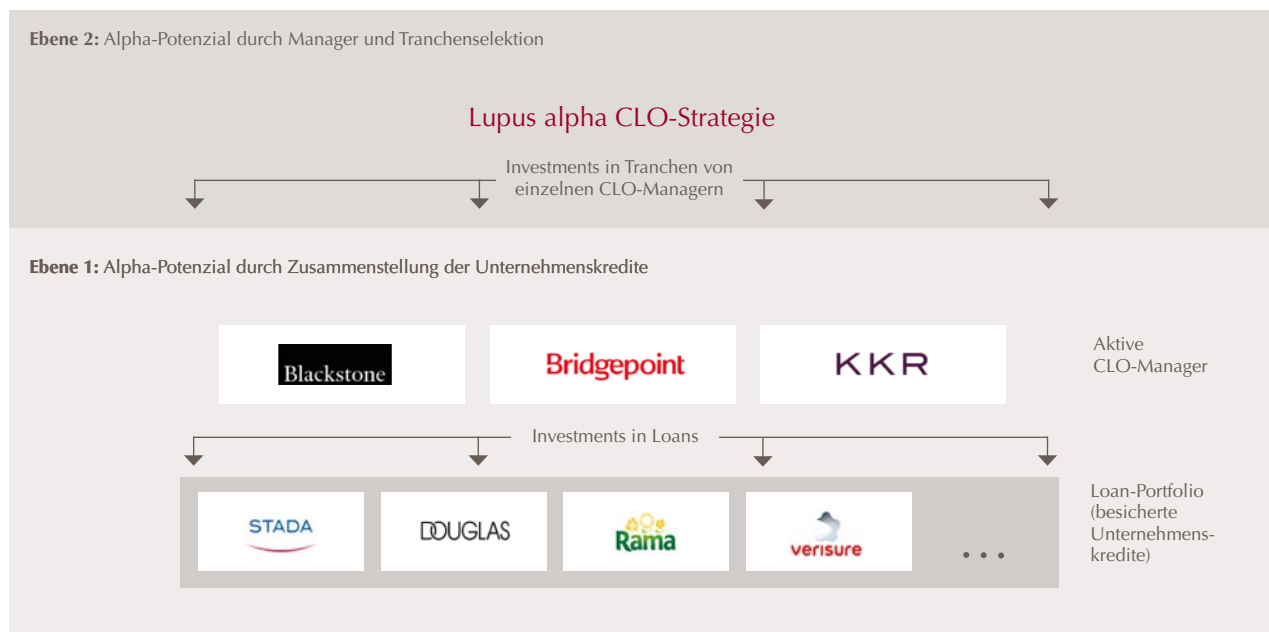 Ebene 2: Alpha-Potenzial durch Manager und Tranchenselektion
Lupus alpha CLO-Strategie
Investments in Tranchen von
einzelnen CLO-Managern
Ebene 1: Alpha-Potenzial durch Zusammenstellung der Unternehmenskredite
Blackstone
Bridgepoint
KKR
Aktive
CLO-Manager
Investments in Loans
STADA
DOUGLAS
Rama
verisure
...
Loan-Portfolio
(besicherte
Unternehmens-
kredite)